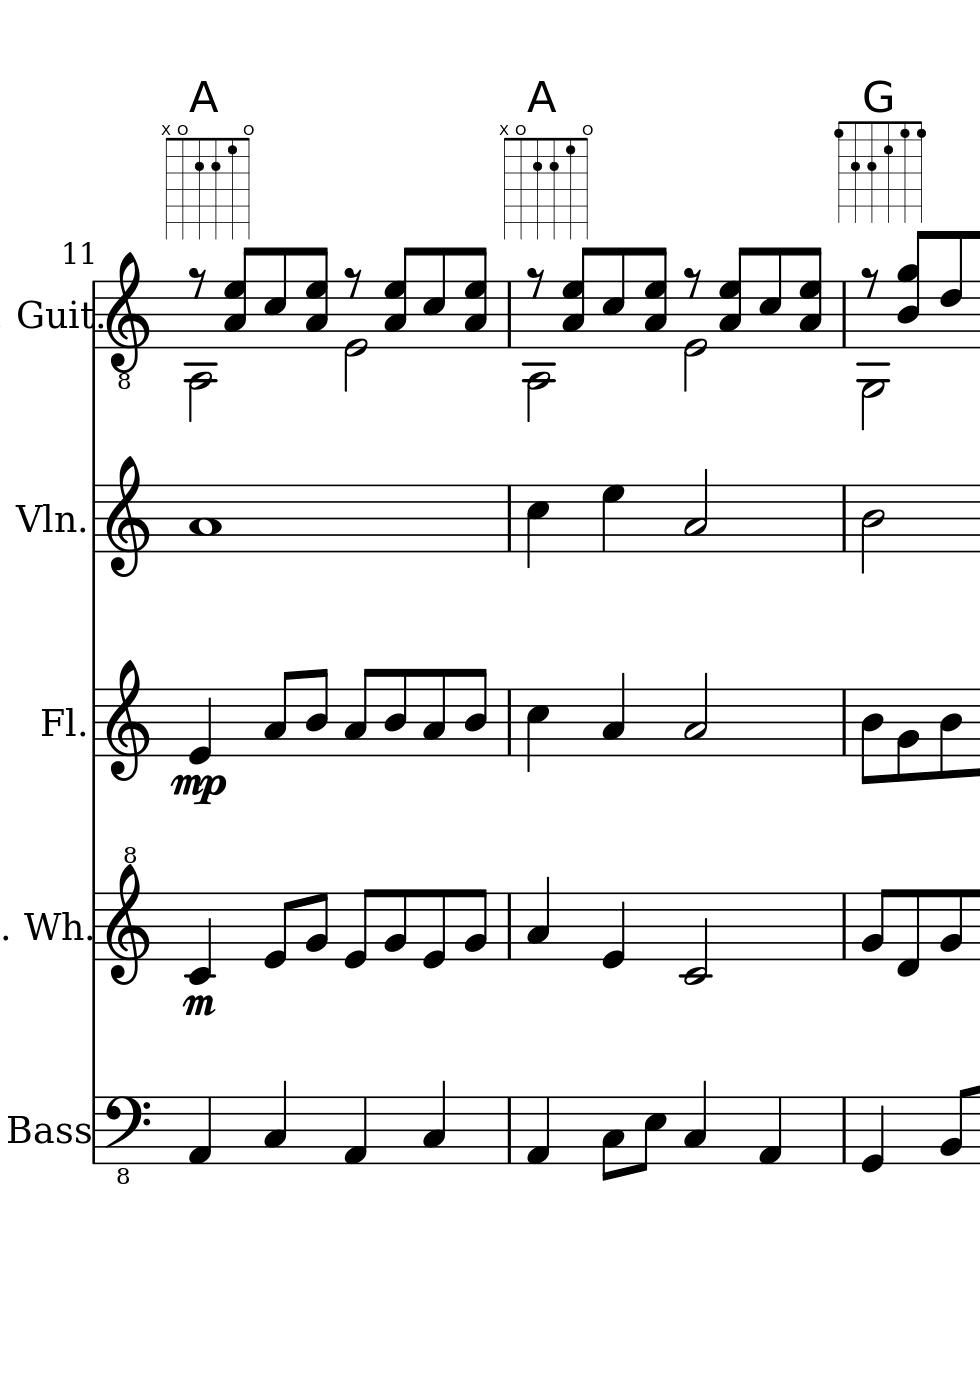 A A G
X O O X O O
11
Guit.
8
Vln.
Fl.
mp
8
. Wh.
m
Bass
8